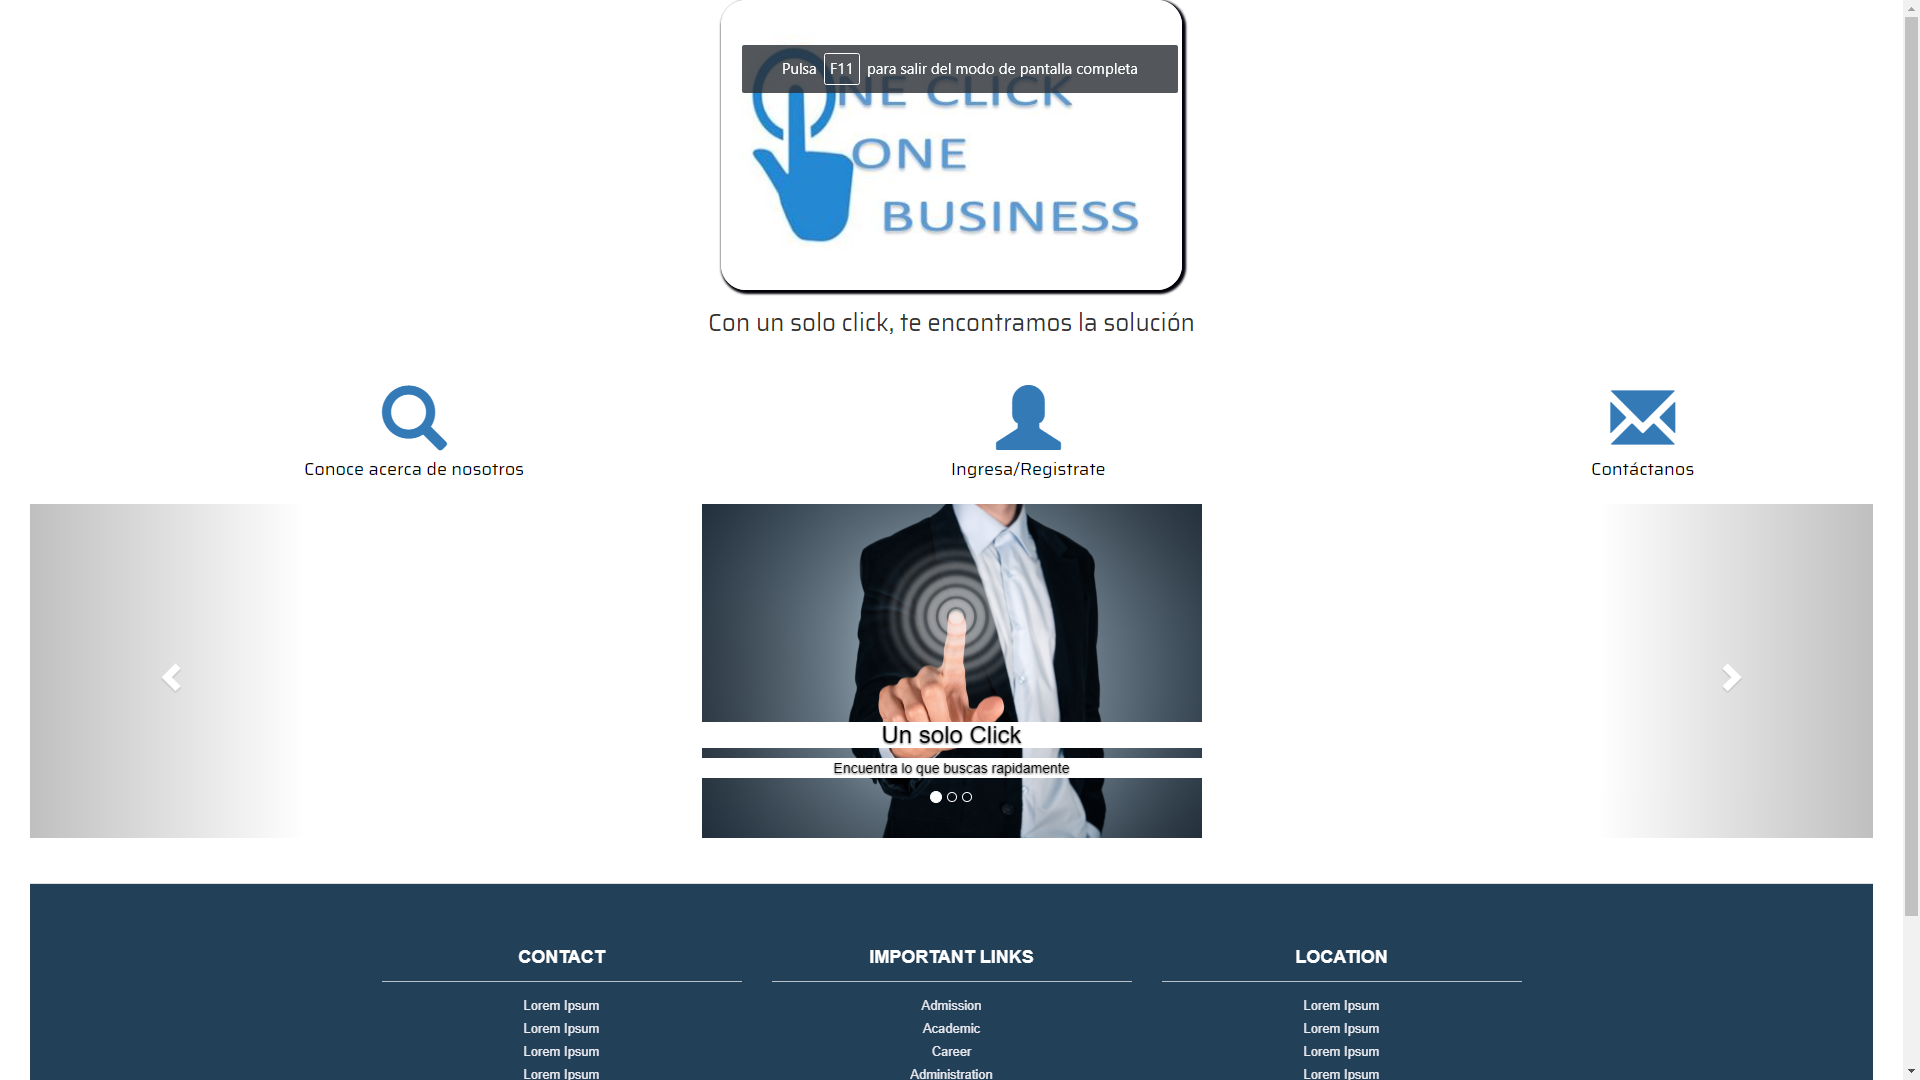 Pulsa F11 para salir del modo de pantalla completa
NE CLICK
ONE
BUSINESS
Con un solo click, te encontramos la solución
Conoce acerca de nosotros
Ingresa/Registrate
Contáctanos
Un solo Click
Encuentra lo que buscas rapidamente
CONTACT
Lorem Ipsum
Lorem Ipsum
Lorem Ipsum
Lorem Ipsum
IMPORTANT LINKS
Admission
Academic
Career
Administration
LOCATION
Lorem Ipsum
Lorem Ipsum
Lorem Ipsum
Lorem Ipsum